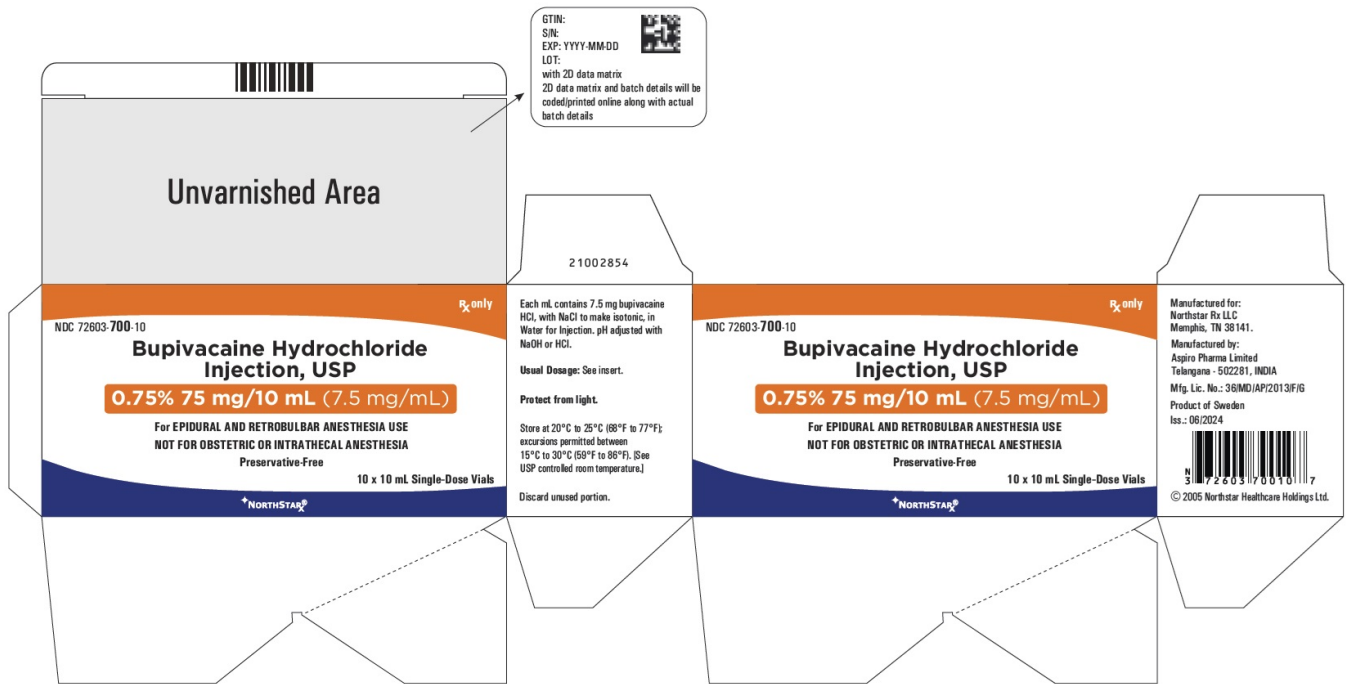 GTIN:
S/N:
EXP: YYYY-MM-DD
LOT:
with 2D data matrix
2D data matrix and batch details will be
coded/printed online along with actual
batch details
Unvarnished Area
21002854
Rx only
NDC 72603-700-10
Bupivacaine Hydrochloride
Injection, USP
0.75% 75 mg/10 mL (7.5 mg/mL)
For EPIDURAL AND RETROBULBAR ANESTHESIA USE
NOT FOR OBSTETRIC OR INTRATHECAL ANESTHESIA
Preservative-Free
10 x 10 mL Single-Dose Vials
NORTHSTARx®
Each mL contains 7.5 mg bupivacaine
HCl, with NaCl to make isotonic, in
Water for Injection. pH adjusted with
NaOH or HCl.
Usual Dosage: See insert.
Protect from light.
Store at 20°C to 25°C (68°F to 77°F);
excursions permitted between
15°C to 30°C (59°F to 86°F). [See
USP controlled room temperature.]
Discard unused portion.
Rx only
NDC 72603-700-10
Bupivacaine Hydrochloride
Injection, USP
0.75% 75 mg/10 mL (7.5 mg/mL)
For EPIDURAL AND RETROBULBAR ANESTHESIA USE
NOT FOR OBSTETRIC OR INTRATHECAL ANESTHESIA
Preservative-Free
10 x 10 mL Single-Dose Vials
NORTHSTARx®
Manufactured for:
Northstar Rx LLC
Memphis, TN 38141.
Manufactured by:
Aspiro Pharma Limited
Telangana - 502281, INDIA
Mfg. Lic. No.: 36/MD/AP/2013/F/G
Product of Sweden
Iss.: 06/2024
N
3 72603 70010 7
© 2005 Northstar Healthcare Holdings Ltd.